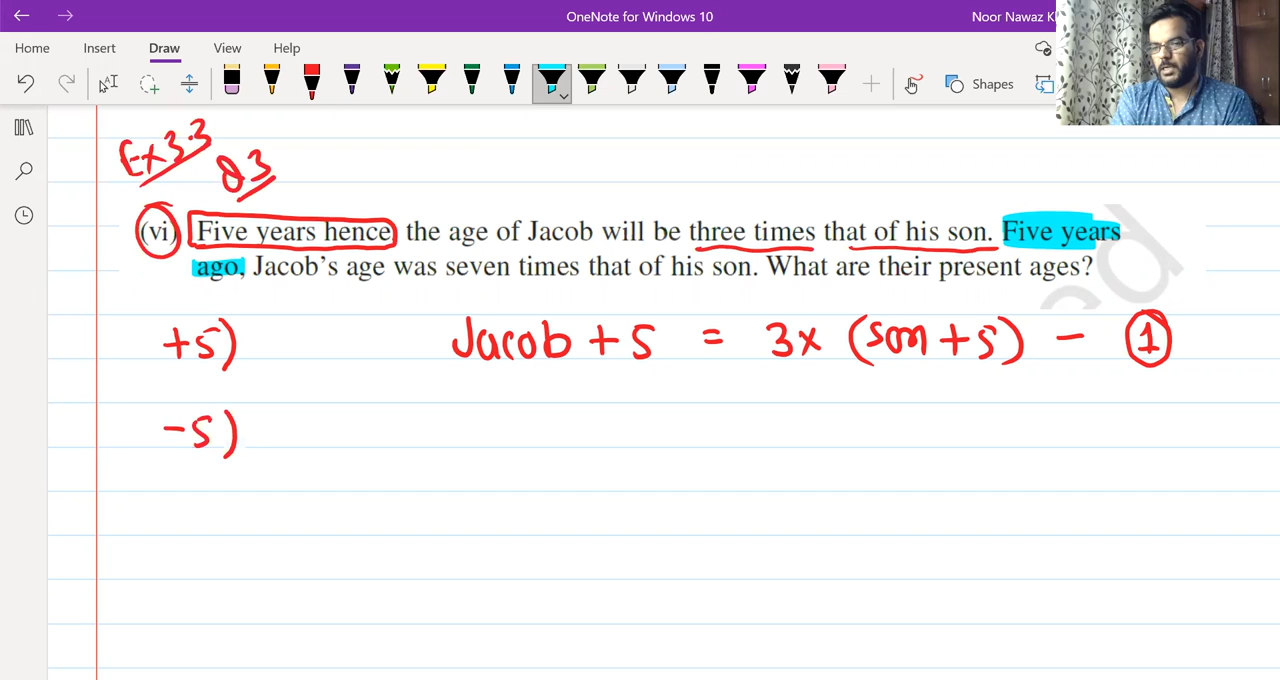 OneNote for Windows 10
Noor Nawaz
Home Insert Draw View Help
Shapes
Ex 3.3
Q3
(vi) Five years hence, the age of Jacob will be three times that of his son. Five years
ago, Jacob's age was seven times that of his son. What are their present ages?
+5) Jacob + 5 = 3x (son + 5) - 1
-5)